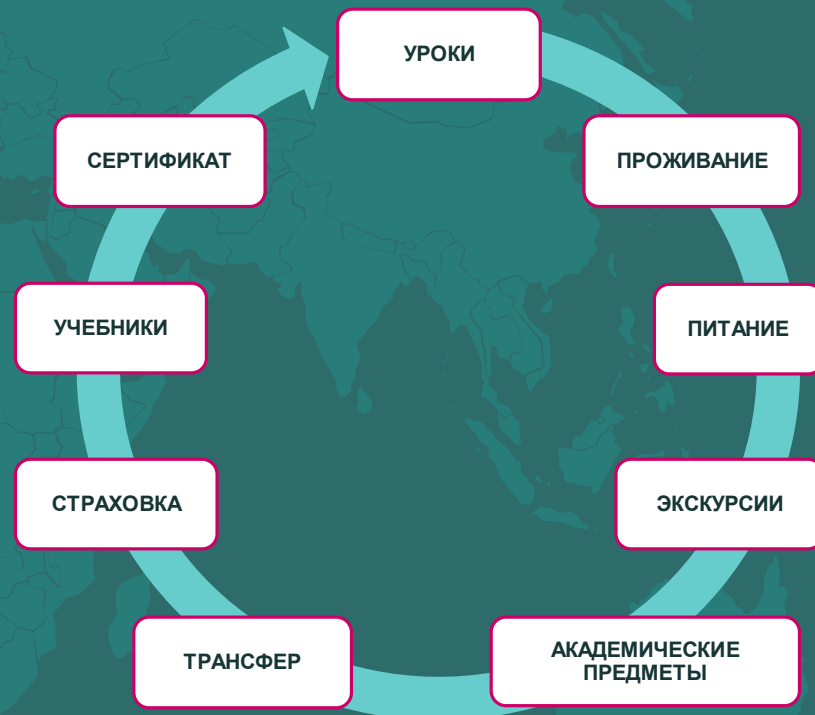 УРОКИ
ПРОЖИВАНИЕ
ПИТАНИЕ
ЭКСКУРСИИ
АКАДЕМИЧЕСКИЕ
ПРЕДМЕТЫ
ТРАНСФЕР
СТРАХОВКА
УЧЕБНИКИ
СЕРТИФИКАТ